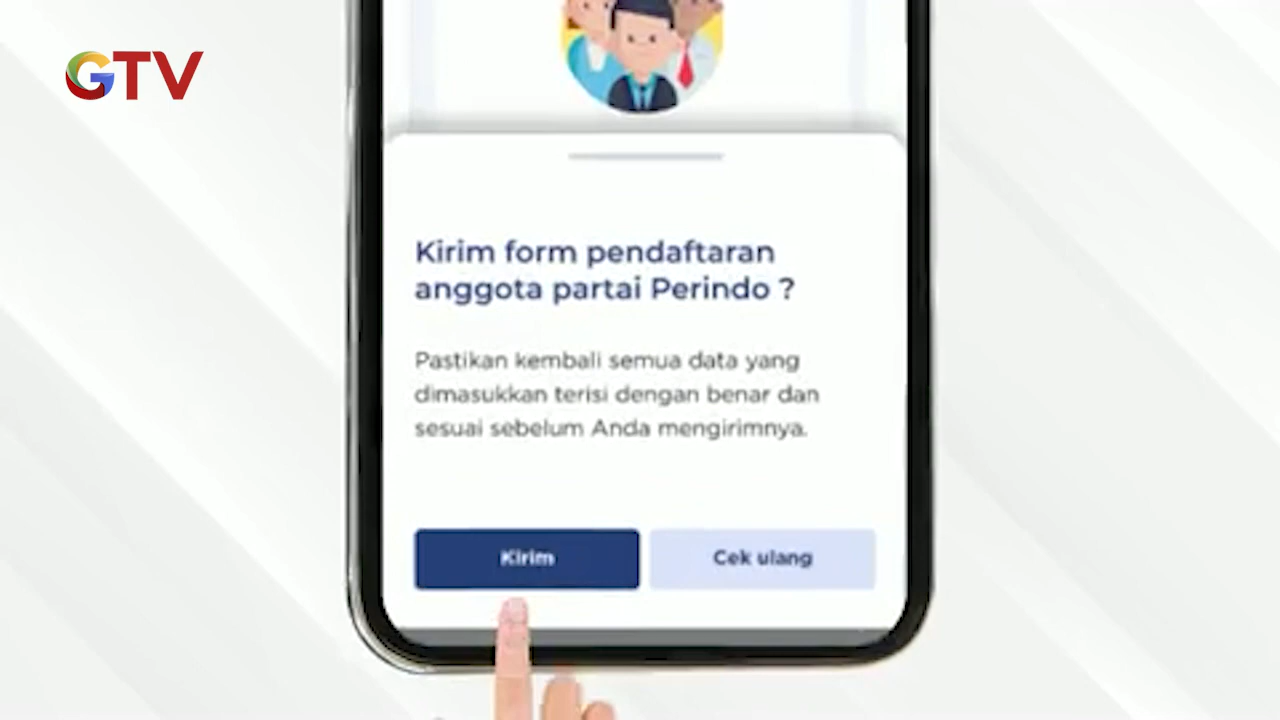 GTV
Kirim form pendaftaran
anggota partai Perindo ?
Pastikan kembali semua data yang
dimasukkan terisi dengan benar dan
sesuai sebelum Anda mengirimnya.
Kirim
Cek ulang